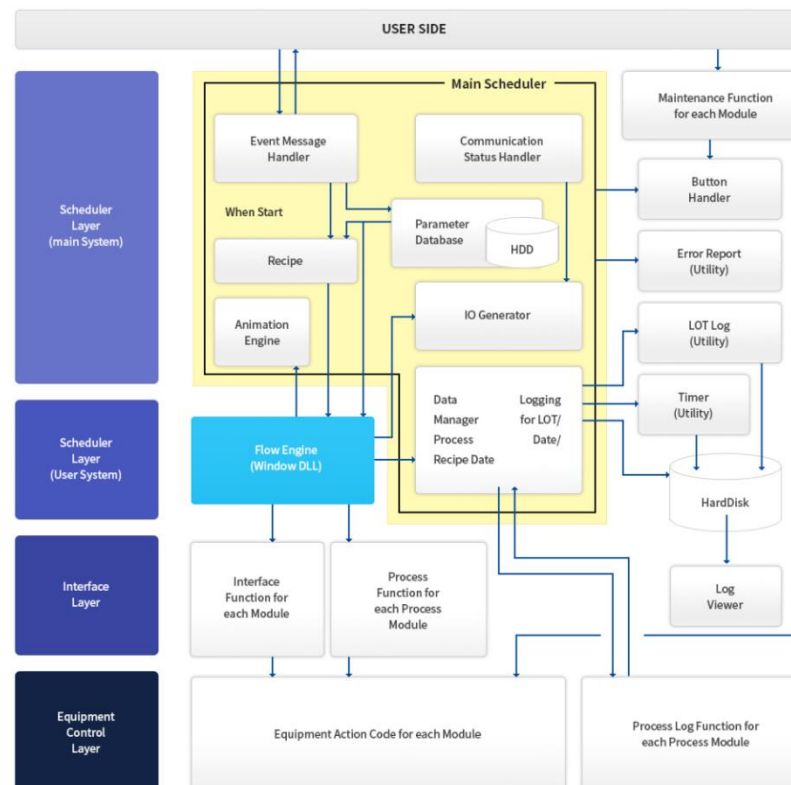 USER SIDE
Scheduler
Layer
(main System)
Main Scheduler
Event Message
Handler
Communication
Status Handler
When Start
Parameter
Database
HDD
Recipe
Animation
Engine
IO Generator
Maintenance Function
for each Module
Button
Handler
Error Report
(Utility)
LOT Log
(Utility)
Timer
(Utility)
Scheduler
Layer
(User System)
Flow Engine
(Window DLL)
Data
Manager
Process
Recipe Date
Logging
for LOT/
Date/
HardDisk
Log
Viewer
Interface
Layer
Interface
Function for
each Module
Process
Function for
each Process
Module
Equipment
Control
Layer
Equipment Action Code for each Module
Process Log Function for
each Process Module